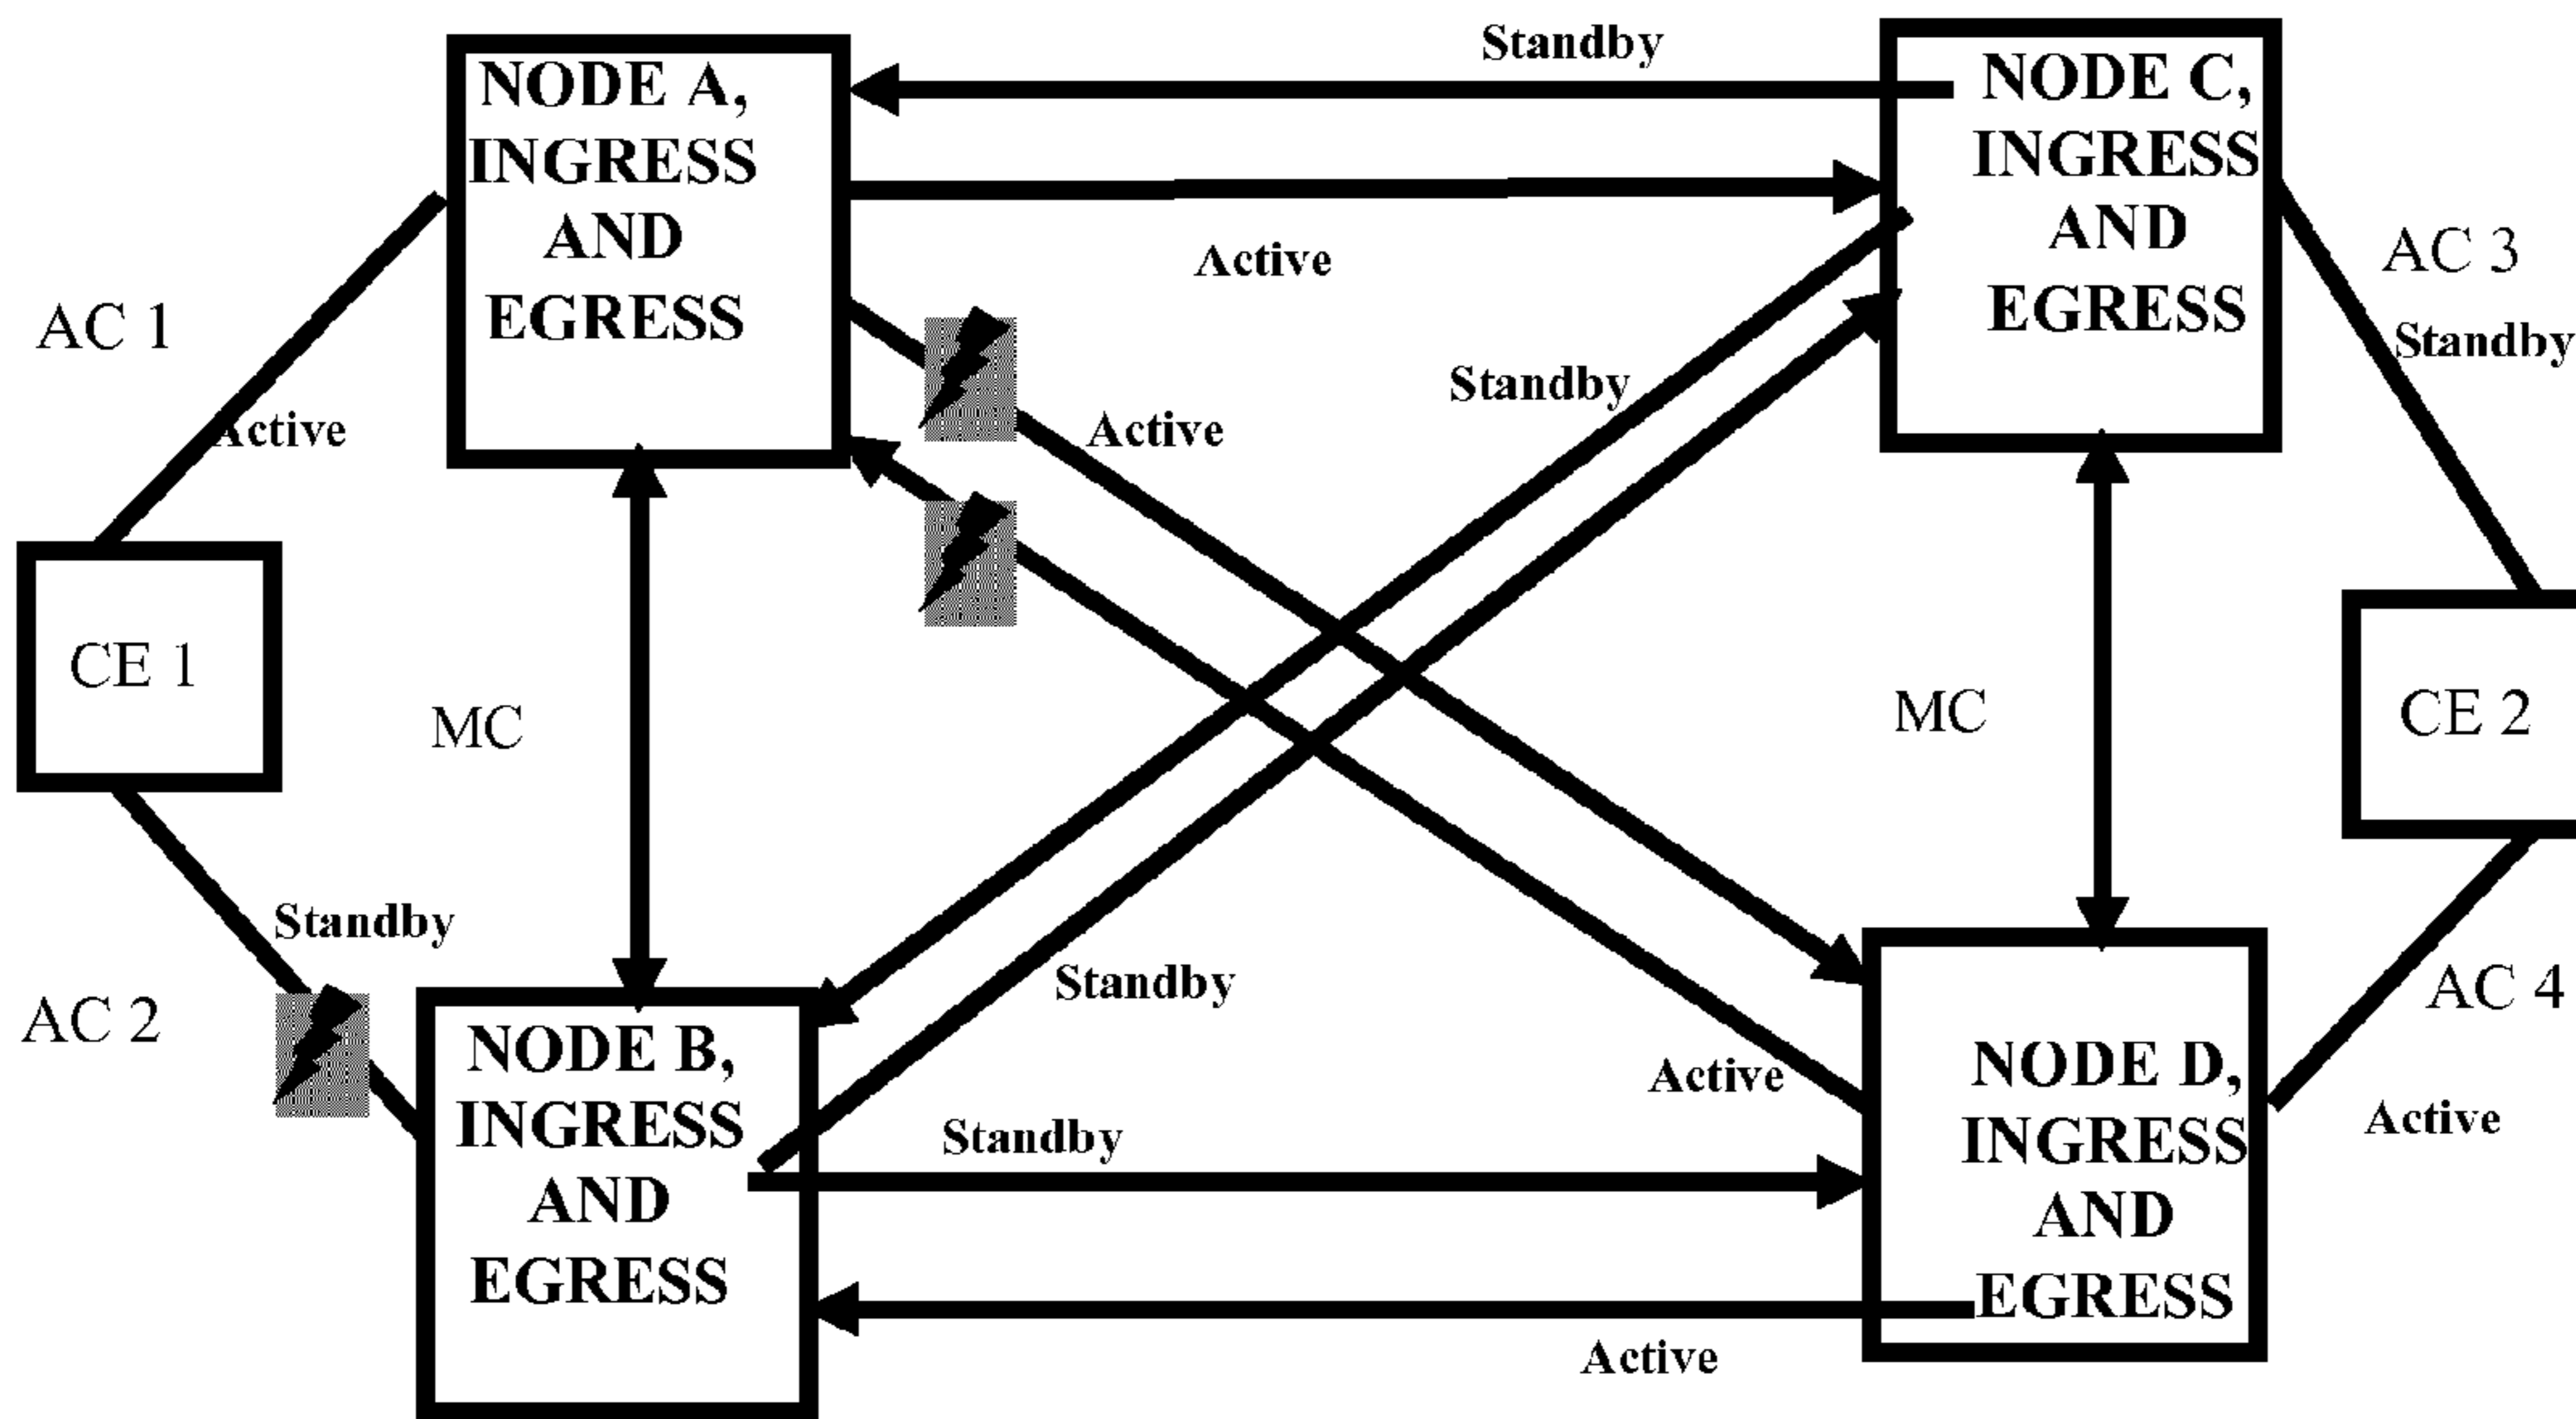 Standby
NODE A,
INGRESS
AND
EGRESS
NODE C,
INGRESS
AND
EGRESS
Active
AC 1
Active
AC 3
Standby
Standby
Active
CE 1
MC
MC
CE 2
Standby
AC 2
Standby
NODE B,
INGRESS
AND
EGRESS
Active
Standby
NODE D,
INGRESS
AND
EGRESS
AC 4
Active
Active